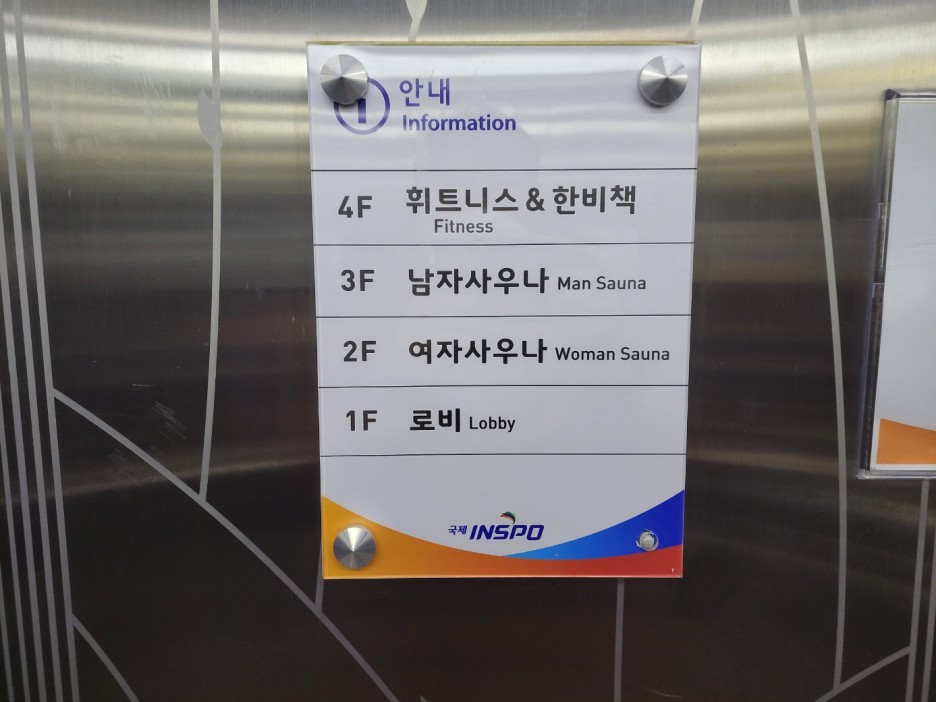 안내
Information
4F 휘트니스 & 한비책
Fitness
3F 남자사우나 Man Sauna
2F 여자사우나 Woman Sauna
1F 로비 Lobby
국제 INSPO